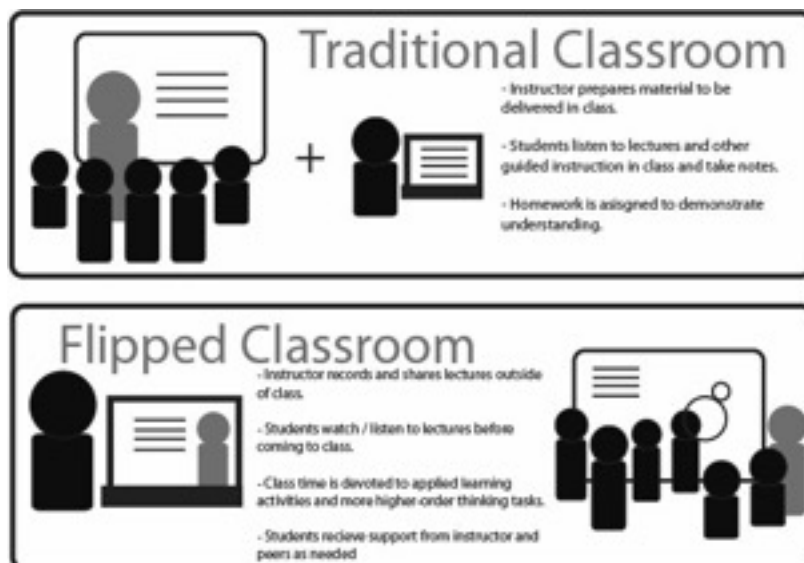 Traditional Classroom
- Instructor prepares material to be
delivered in class.
- Students listen to lectures and other
guided instruction in class and take notes.
- Homework is asisgned to demonstrate
understanding.
Flipped Classroom
- Instructor records and shares lectures outside
of class.
- Students watch / listen to lectures before
coming to class.
- Class time is devoted to applied learning
activities and more higher-order thinking tasks.
- Students recieve support from instructor and
peers as needed